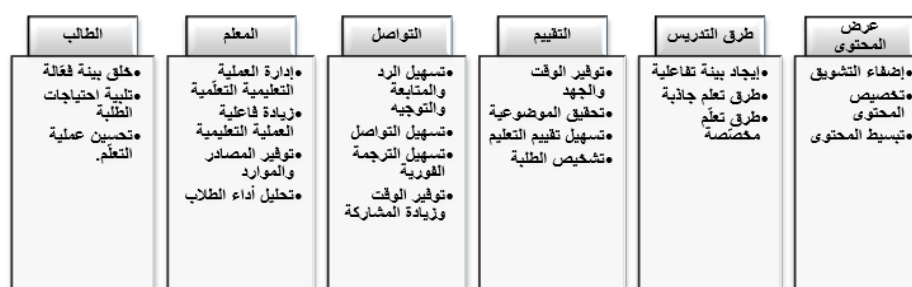 عرض
المحتوى
•إضفاء التشويق
•تخصيص
المحتوى
•تبسيط المحتوى
طرق التدريس
•إيجاد بيئة تفاعلية
•طرق تعلم جاذبة
•طرق تعلّم
مخصّصة
التقييم
•توفير الوقت
والجهد
•تحقيق الموضوعية
•تسهيل تقييم التعليم
•تشخيص الطلبة
التواصل
•تسهيل الرد
والمتابعة
والتوجيه
•تسهيل التواصل
•تسهيل الترجمة
الفورية
•توفير الوقت
وزيادة المشاركة
المعلم
•إدارة العملية
التعليمية التعلّمية
•زيادة فاعلية
العملية التعليمية
•توفير المصادر
والموارد
•تحليل أداء الطلاب
الطالب
•خلق بيئة فعّالة
•تلبية احتياجات
الطلبة
•تحسين عملية
التعلّم.